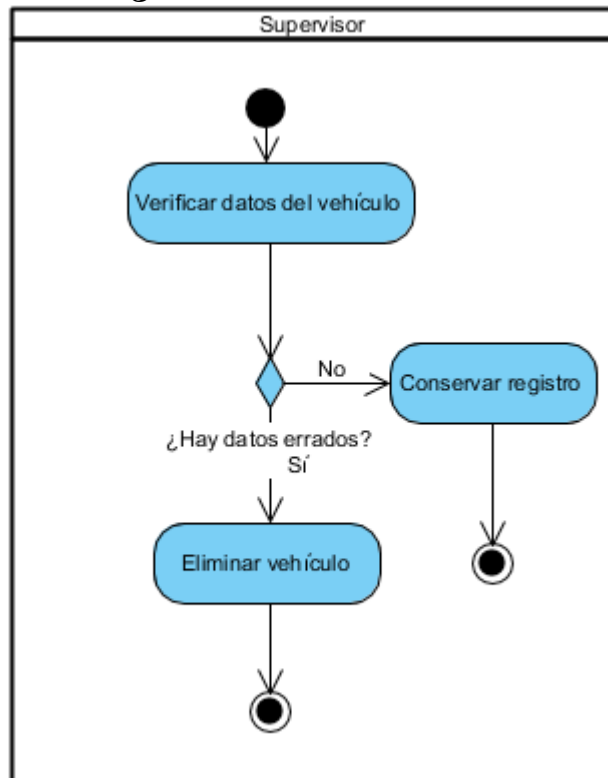 Supervisor
Verificar datos del vehículo
No
Conservar registro
¿Hay datos errados?
Sí
Eliminar vehículo